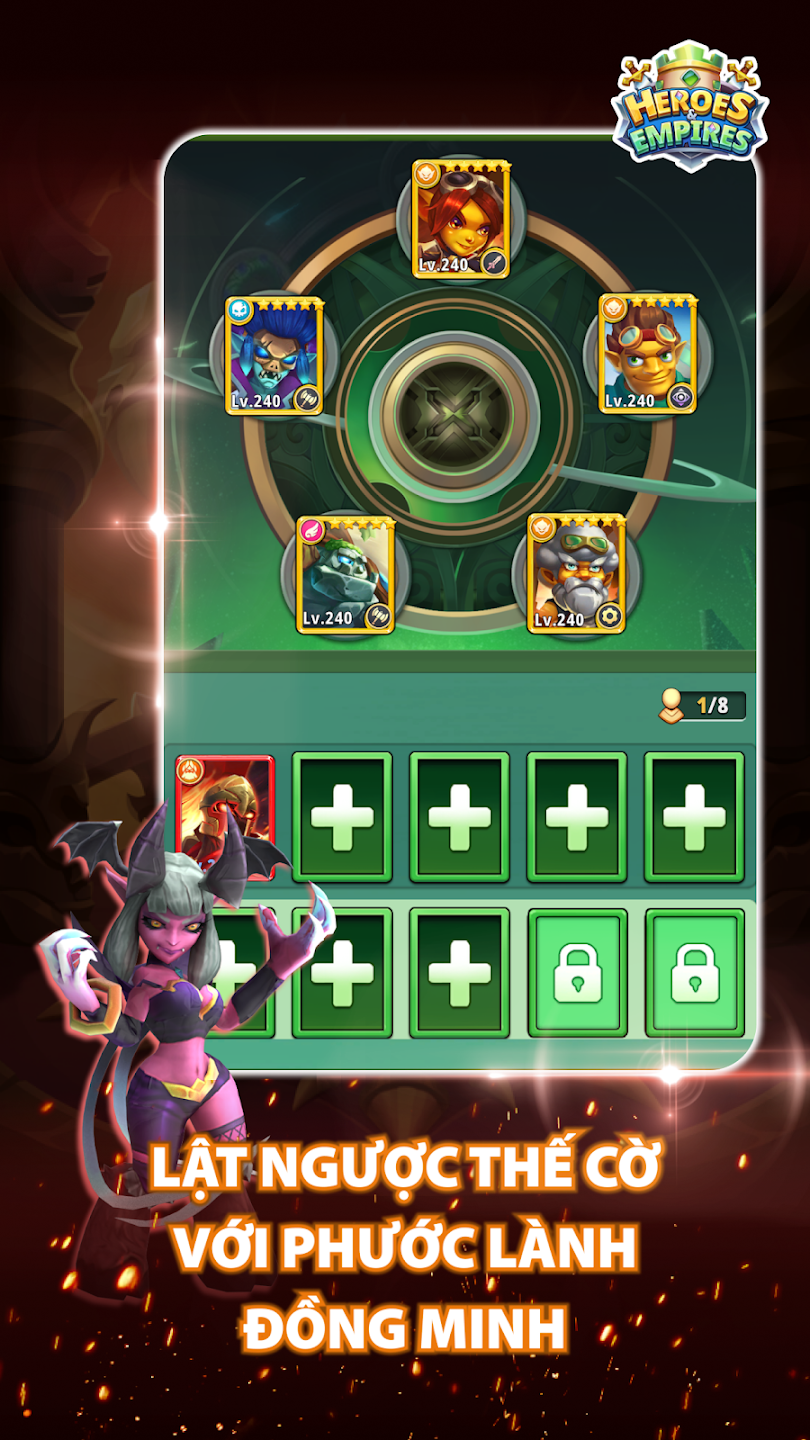 HEROES
&
EMPIRES
Lv.240
Lv.240
Lv.240
Lv.240
Lv.240
1/8
LẬT NGƯỢC THẾ CỜ
VỚI PHƯỚC LÀNH
ĐỒNG MINH